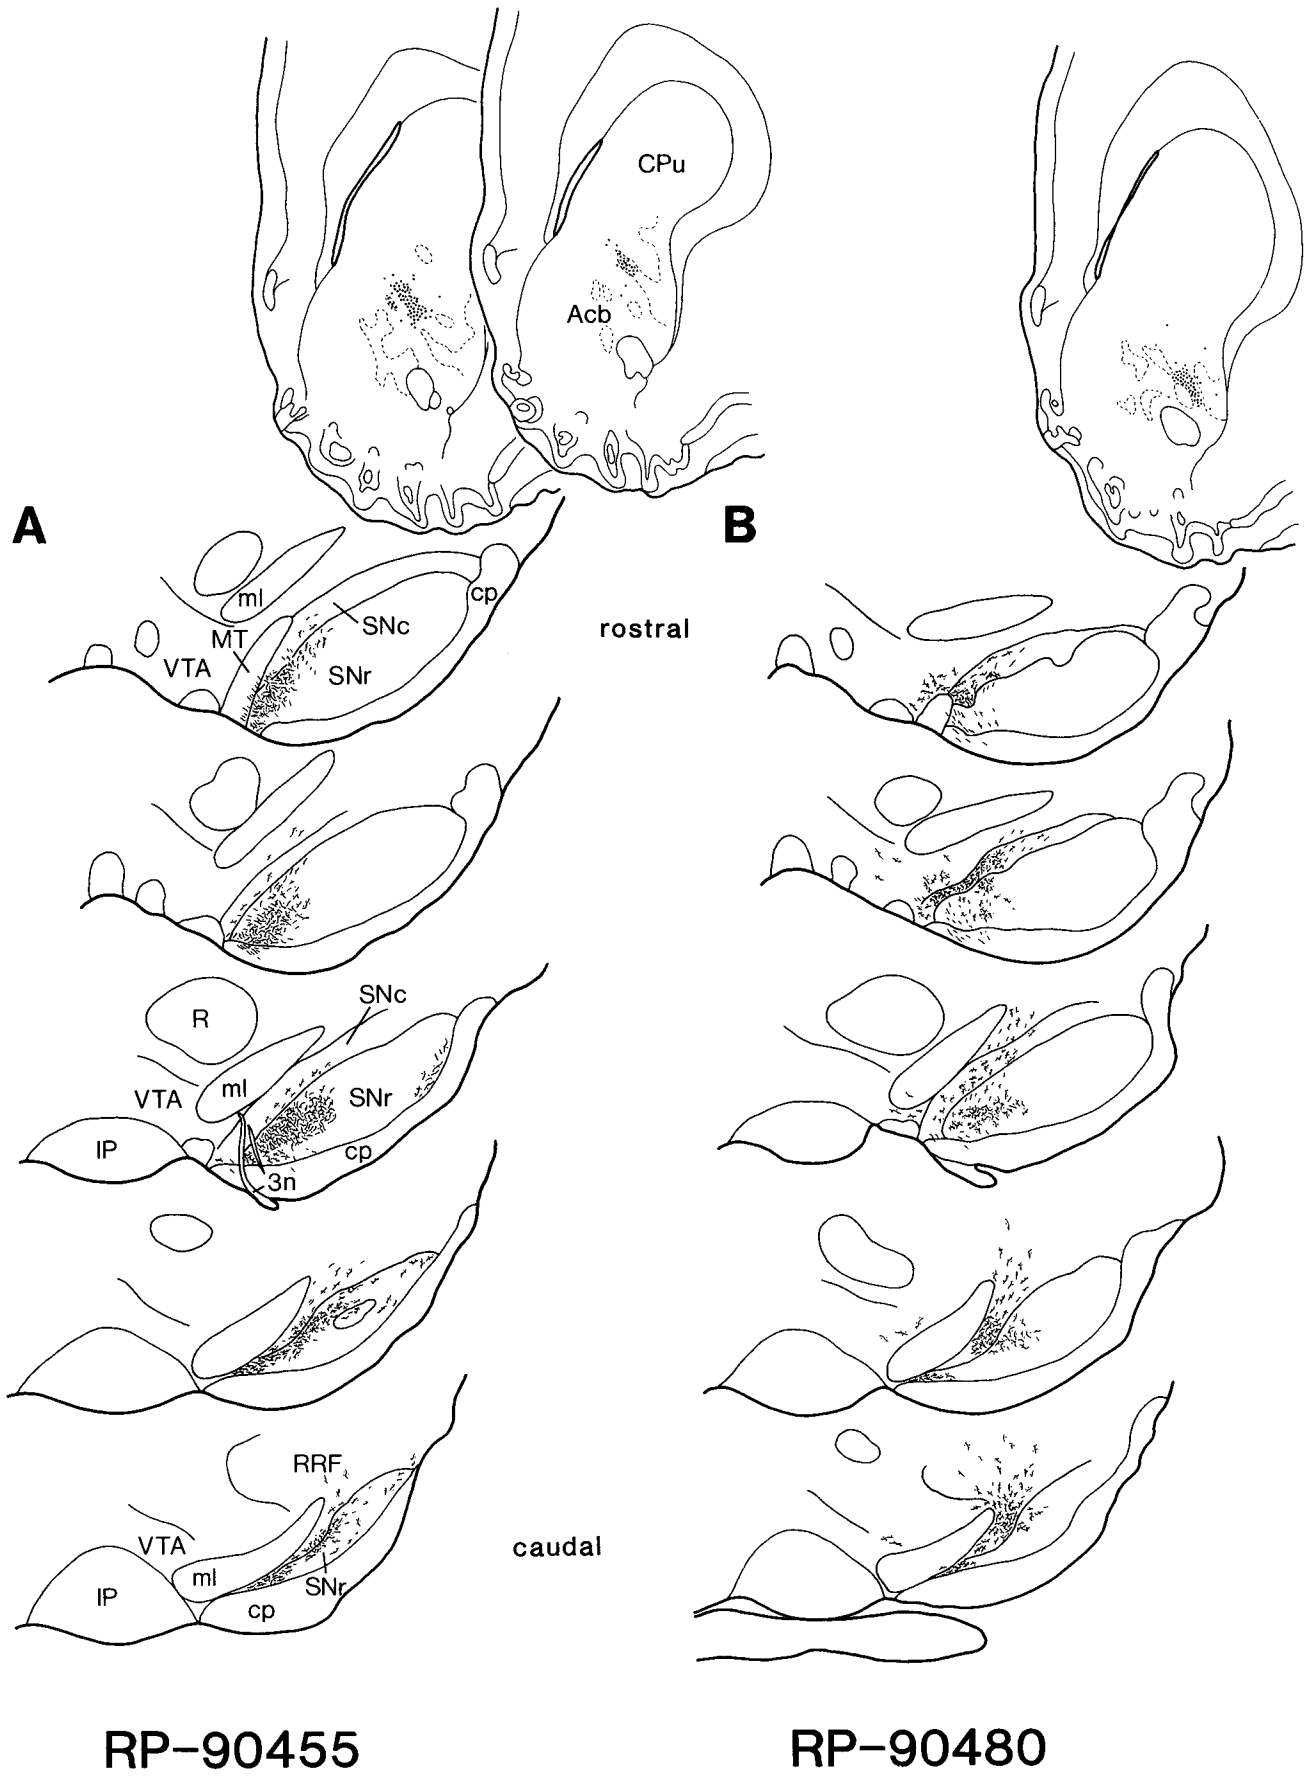 CPu
Acb
A
B
ml
cp
SNc
rostral
MT
VTA
SNr
SNc
R
ml
VTA
SNr
IP
cp
3n
RRF
VTA
caudal
ml
SNr
IP
cp
RP-90455
RP-90480